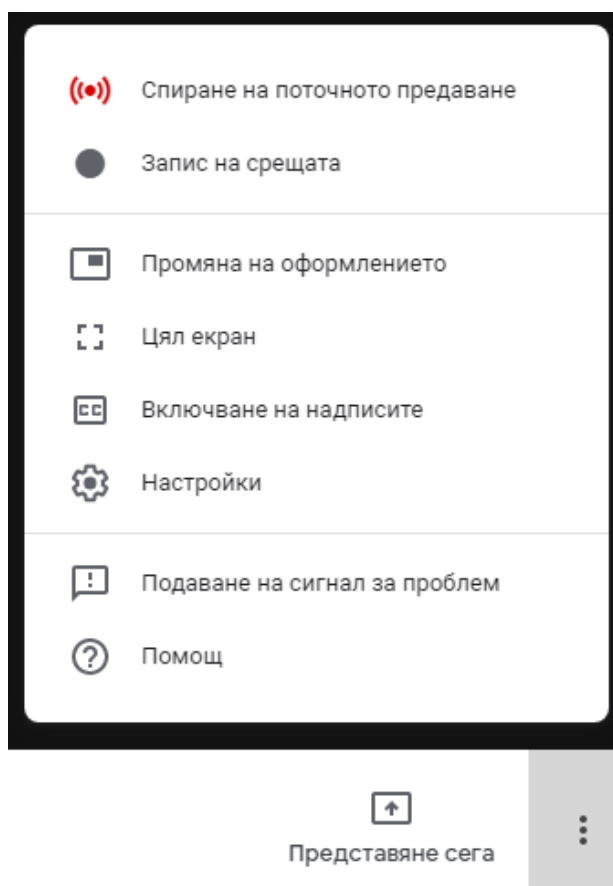 Спиране на поточното предаване
Запис на срещата
Промяна на оформлението
Цял екран
CC
Включване на надписите
Настройки
Подаване на сигнал за проблем
Помощ
Представяне сега